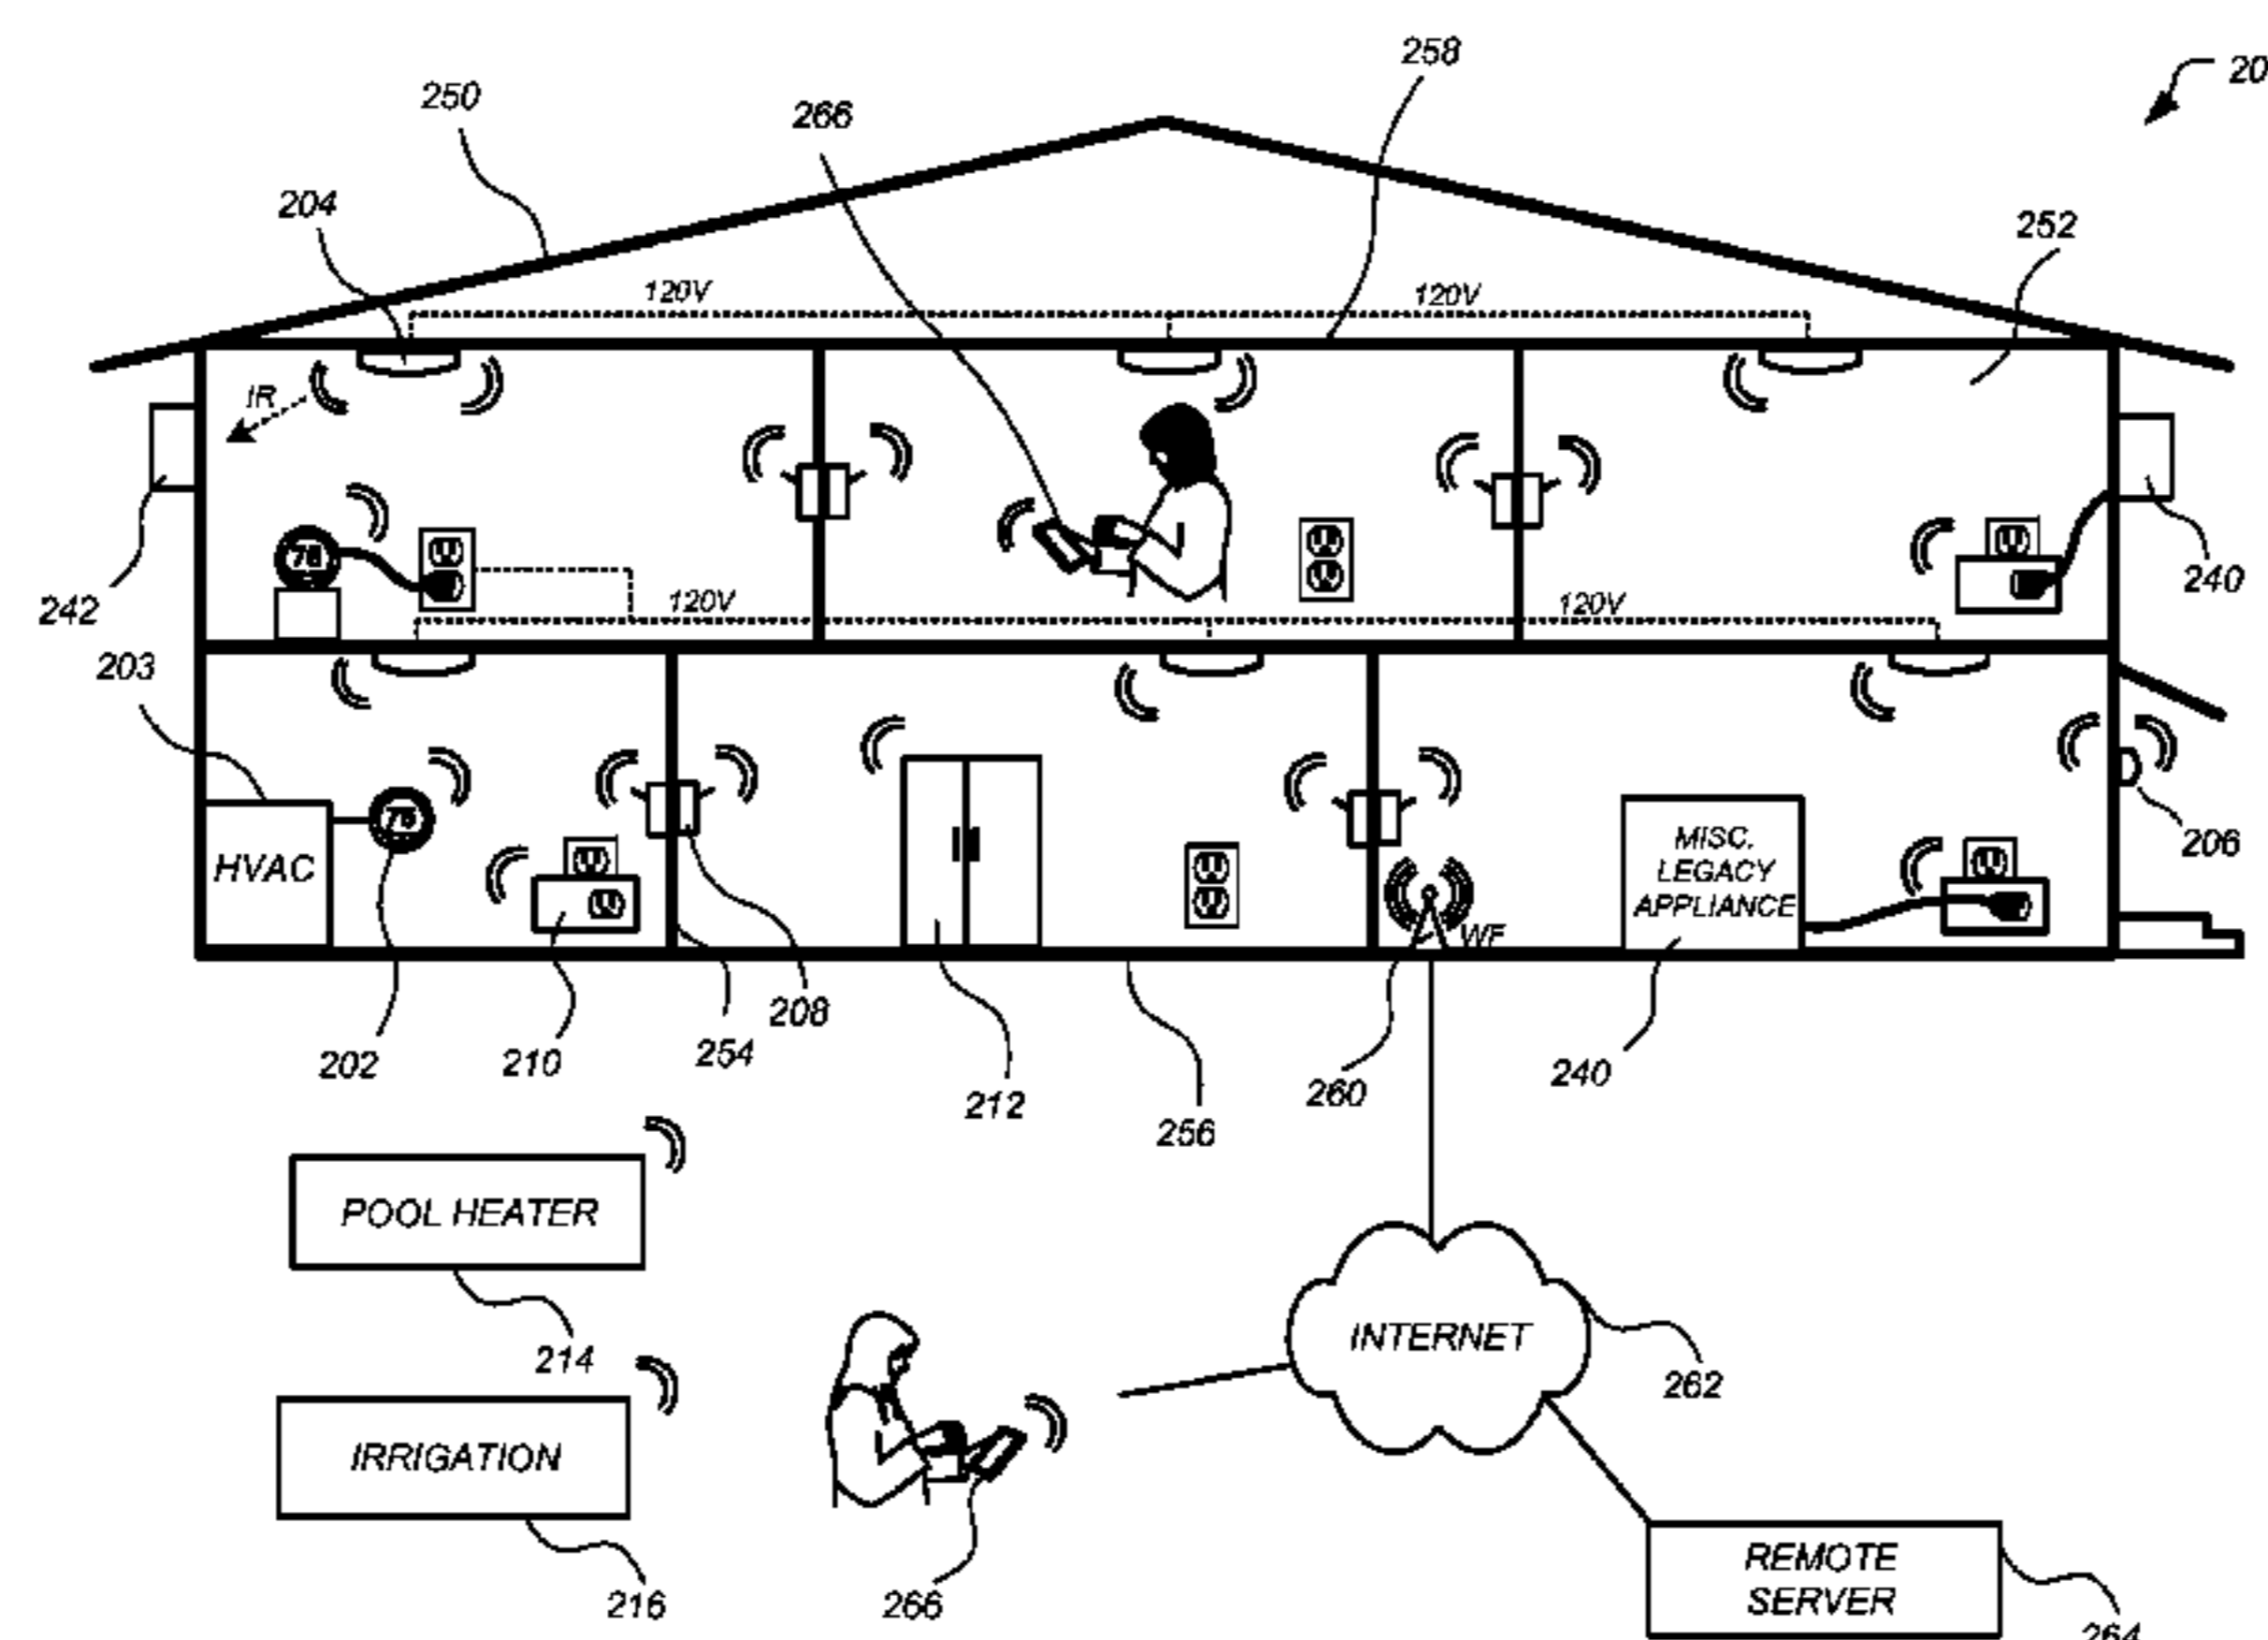 258
20
250
266
204
252
120V
120V
IR
78
242
240
120V
120V
203
78
HVAC
MISC.
LEGACY
APPLIANCE
206
WF
208
202
210
254
212
260
240
256
POOL HEATER
214
INTERNET
262
IRRIGATION
216
266
REMOTE
SERVER
264